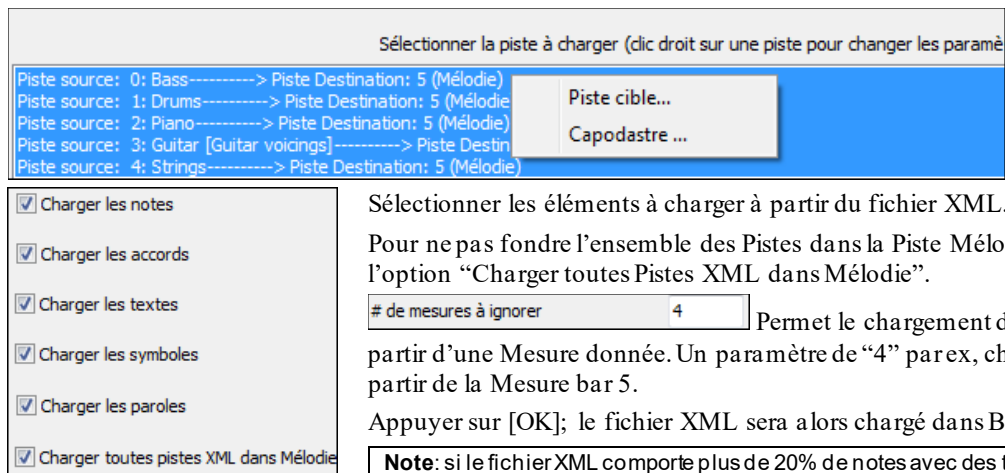 Sélectionner la piste à charger (clic droit sur une piste pour changer les paramè
Piste source: 0: Bass----------> Piste Destination: 5 (Mélodie)
Piste source: 1: Drums----------> Piste Destination: 5 (Mélodie
Piste source: 2: Piano----------> Piste Destination: 5 (Mélodie)
Piste source: 3: Guitar [Guitar voicings]----------> Piste Destin
Piste source: 4: Strings----------> Piste Destination: 5 (Mélodie)
Piste cible...
Capodastre ...
Charger les notes
Charger les accords
Charger les textes
Charger les symboles
Charger les paroles
Charger toutes pistes XML dans Mélodie
Sélectionner les éléments à charger à partir du fichier XML.
Pour ne pas fondre l’ensemble des Pistes dans la Piste Mélo
l’option “Charger toutes Pistes XML dans Mélodie”.
# de mesures à ignorer 4 Permet le chargement d
partir d’une Mesure donnée. Un paramètre de “4” par ex, ch
partir de la Mesure bar 5.
Appuyer sur [OK]; le fichier XML sera alors chargé dans B
Note: si le fichier XML comporte plus de 20% de notes avec des